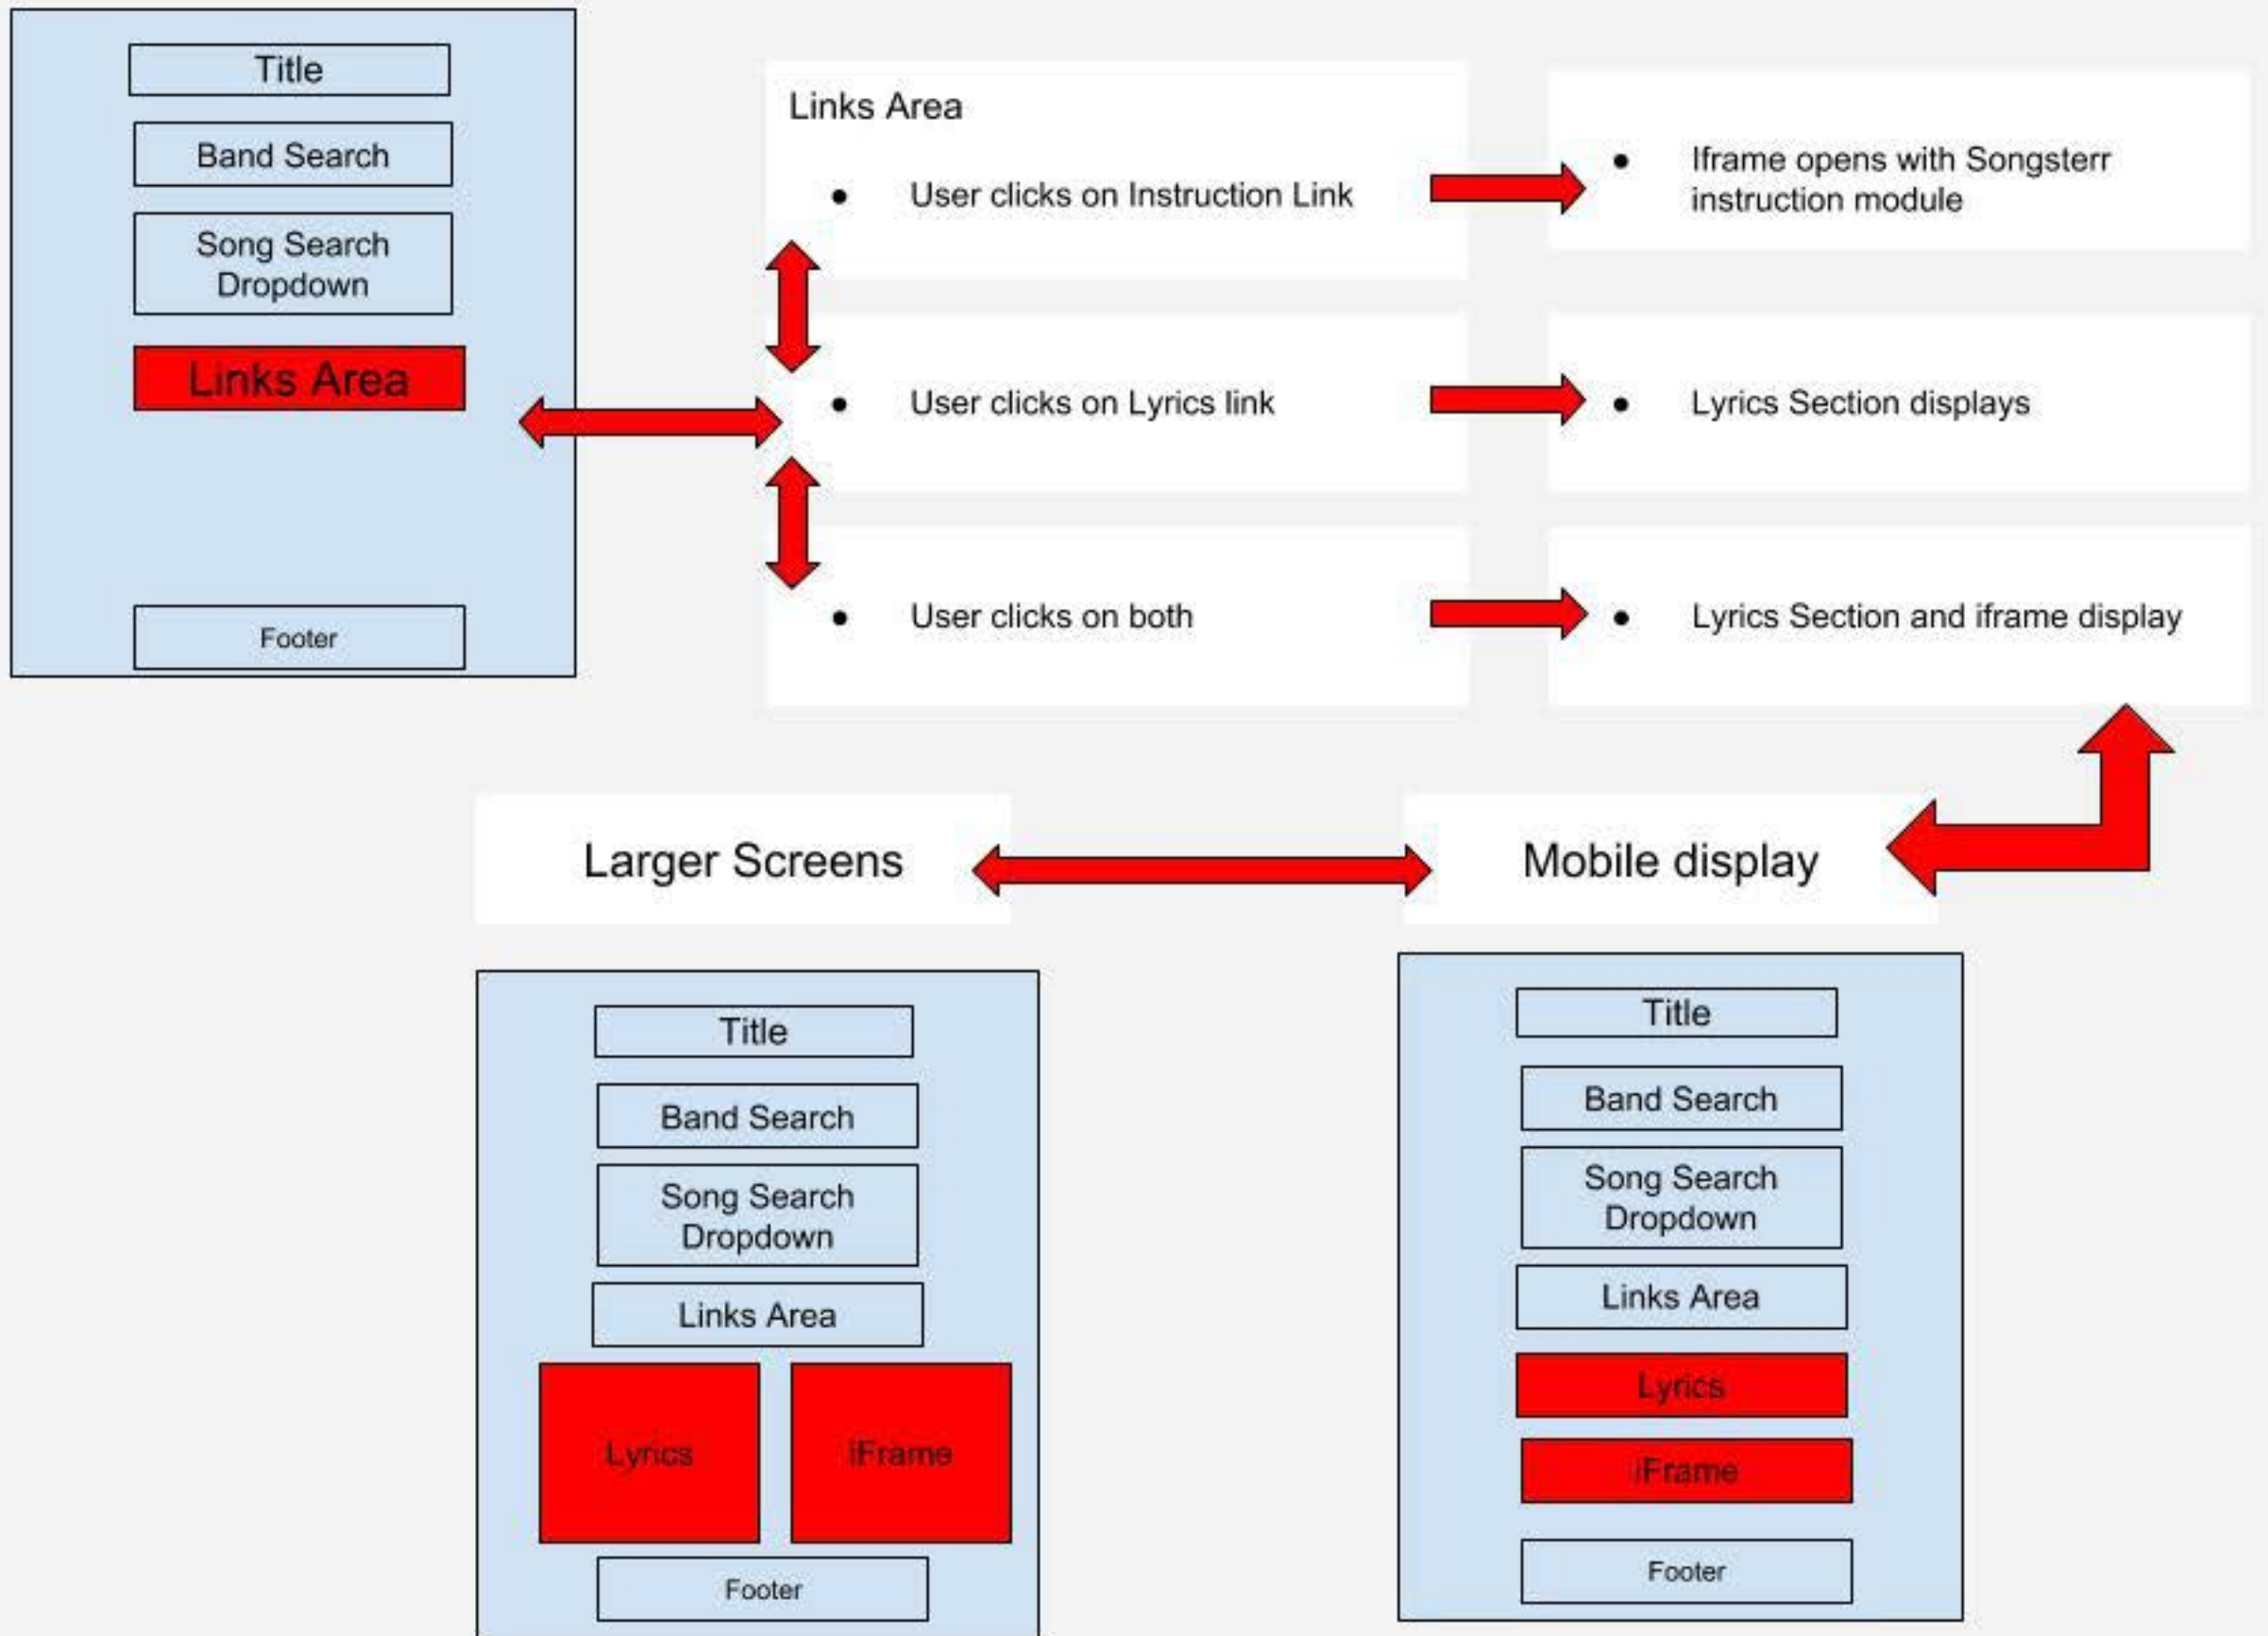 Title
Band Search
Song Search
Dropdown
Links Area
Footer
Links Area
● User clicks on Instruction Link
● Iframe opens with Songsterr
instruction module
● User clicks on Lyrics link
● Lyrics Section displays
● User clicks on both
● Lyrics Section and iframe display
Larger Screens
Mobile display
Title
Band Search
Song Search
Dropdown
Links Area
Lyrics
iFrame
Footer
Title
Band Search
Song Search
Dropdown
Links Area
Lyrics
iFrame
Footer